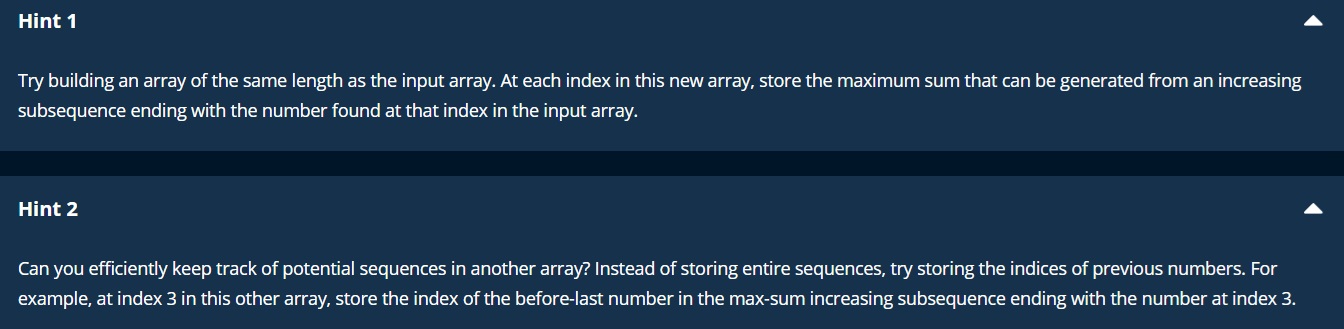 Hint 1
Try building an array of the same length as the input array. At each index in this new array, store the maximum sum that can be generated from an increasing
subsequence ending with the number found at that index in the input array.
Hint 2
Can you efficiently keep track of potential sequences in another array? Instead of storing entire sequences, try storing the indices of previous numbers. For
example, at index 3 in this other array, store the index of the before-last number in the max-sum increasing subsequence ending with the number at index 3.